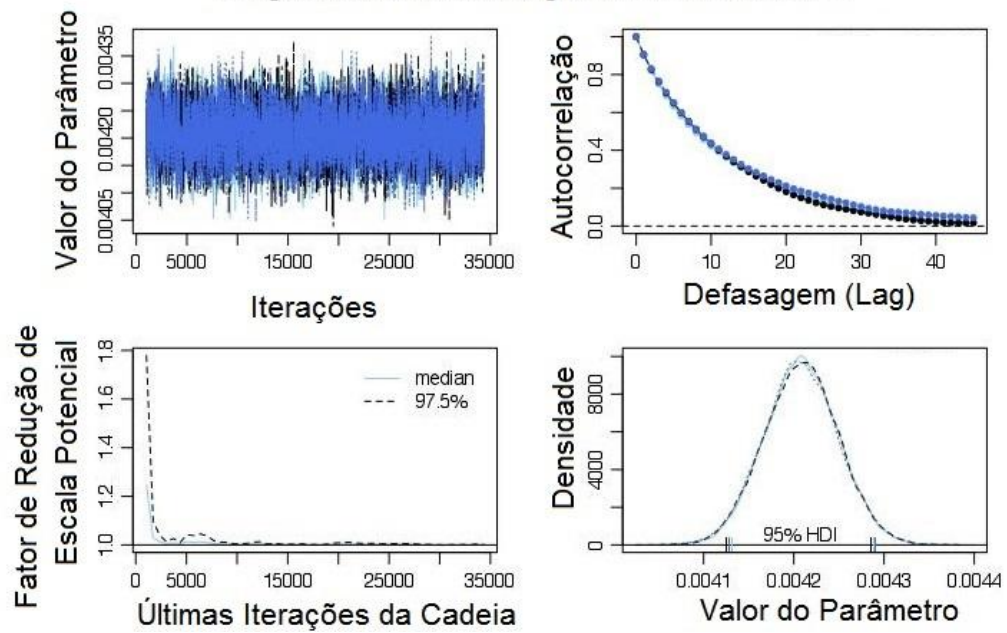 Valor do Parâmetro
0.00435
0.00420
0.00405
0 5000 15000 25000 35000
Iterações
Autocorrelação
0.8
0.4
0.0
0 10 20 30 40
Defasagem (Lag)
Fator de Redução de
Escala Potencial
1.8
1.6
1.4
1.2
1.0
median
97.5%
0 5000 15000 25000 35000
Últimas Iterações da Cadeia
Densidade
8000
4000
0
95% HDI
0.0041 0.0042 0.0043 0.0044
Valor do Parâmetro